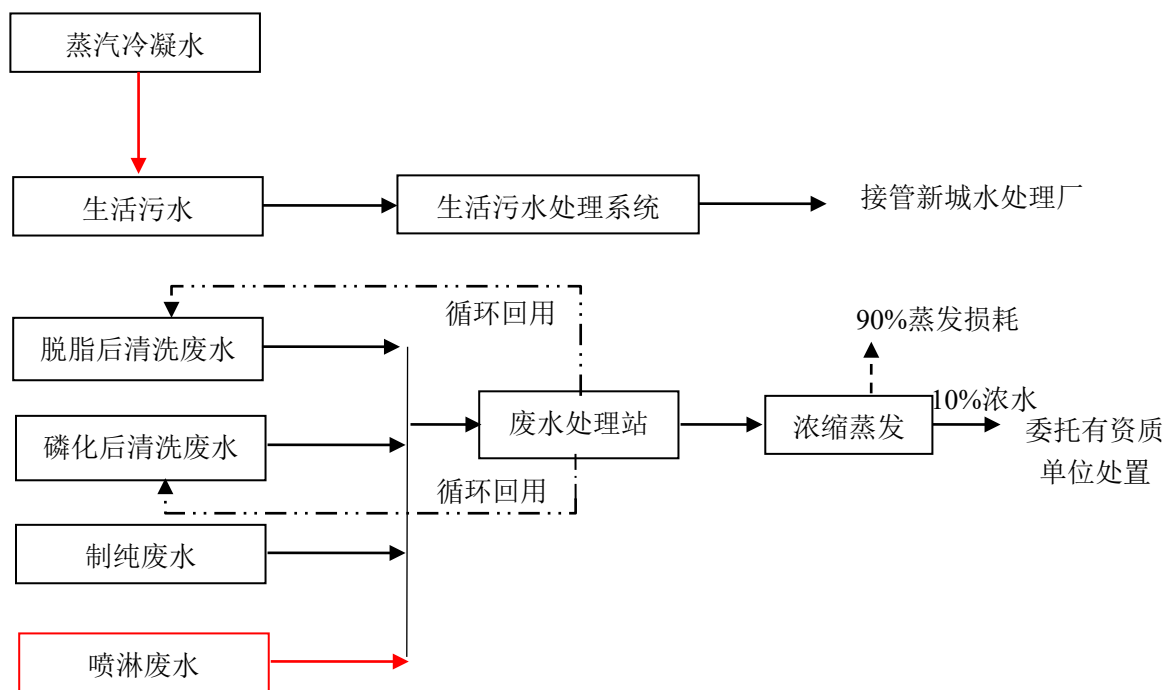 蒸汽冷凝水
生活污水
生活污水处理系统
接管新城水处理厂
循环回用
90%蒸发损耗
脱脂后清洗废水
10%浓水
磷化后清洗废水
废水处理站
浓缩蒸发
委托有资质
单位处置
循环回用
制纯废水
喷淋废水